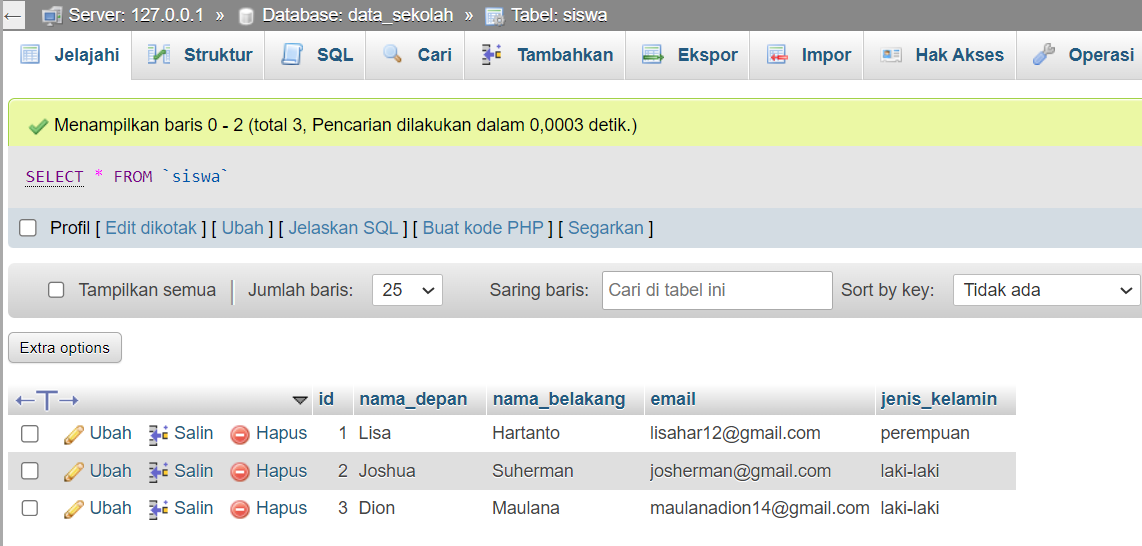 Server: 127.0.0.1 » Database: data_sekolah » Tabel: siswa
Jelajahi Struktur SQL Cari Tambahkan Ekspor Impor Hak Akses Operasi
Menampilkan baris 0 - 2 (total 3, Pencarian dilakukan dalam 0,0003 detik.)
SELECT * FROM `siswa`
Profil [ Edit dikotak ] [ Ubah ] [ Jelaskan SQL ] [ Buat kode PHP ] [ Segarkan ]
Tampilkan semua Jumlah baris: 25 Saring baris: Cari di tabel ini Sort by key: Tidak ada
Extra options
←T→ id nama_depan nama_belakang email jenis_kelamin
Ubah Salin Hapus 1 Lisa Hartanto lisahar12@gmail.com perempuan
Ubah Salin Hapus 2 Joshua Suherman josherman@gmail.com laki-laki
Ubah Salin Hapus 3 Dion Maulana maulanadion14@gmail.com laki-laki